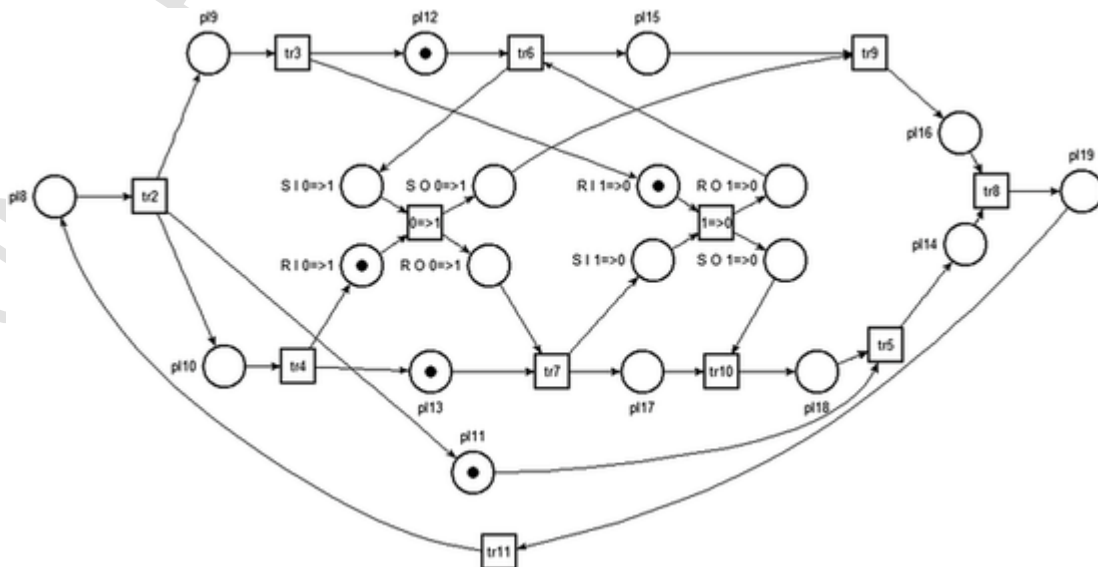 pl9
pl12
pl15
tr3
tr6
tr9
pl16
pl19
S I 0=>1
S O 0=>1
R I 1=>0
R O 1=>0
pl8
tr2
tr8
0=>1
1=>0
pl14
R I 0=>1
R O 0=>1
S I 1=>0
S O 1=>0
tr5
pl10
tr4
tr7
tr10
pl13
pl17
pl18
pl11
tr11